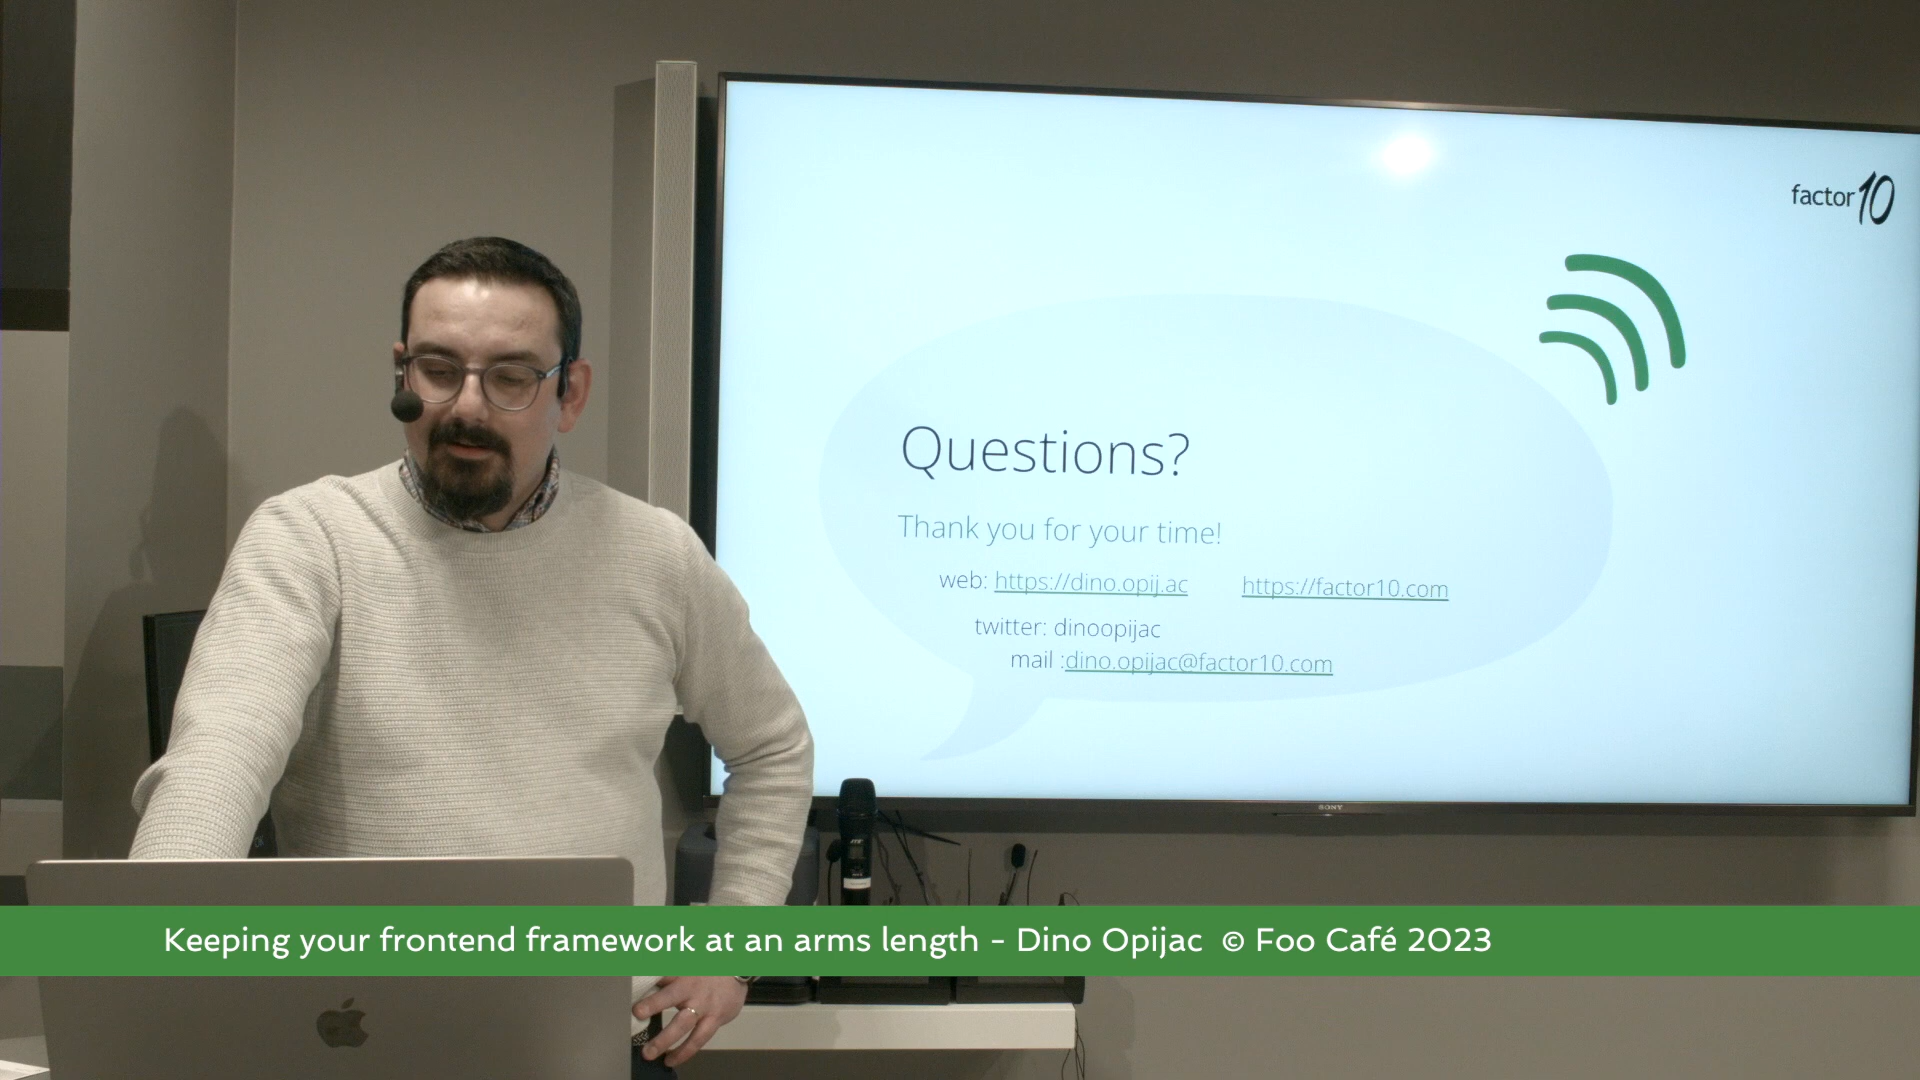 factor10
Questions?
Thank you for your time!
web: https://dino.opij.ac https://factor10.com
twitter: dinoopijac
mail :dino.opijac@factor10.com
SONY
Keeping your frontend framework at an arms length - Dino Opijac © Foo Café 2023